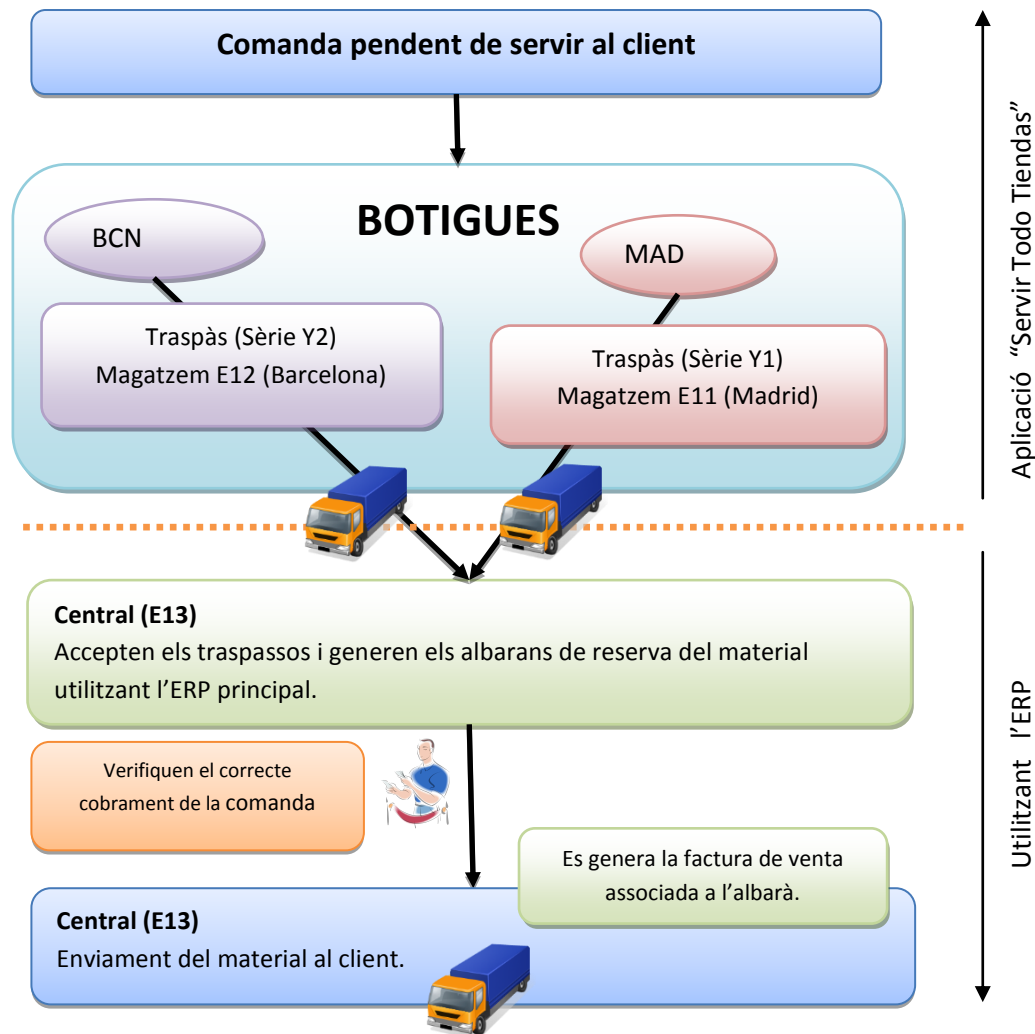 Comanda pendent de servir al client
BOTIGUES
BCN
MAD
Traspàs (Sèrie Y2)
Magatzem E12 (Barcelona)
Traspàs (Sèrie Y1)
Magatzem E11 (Madrid)
Aplicació “Servir Todo Tiendas”
Central (E13)
Accepten els traspassos i generen els albarans de reserva del material
utilitzant l’ERP principal.
Verifiquen el correcte
cobrament de la comanda
Es genera la factura de venta
associada a l’albarà.
Central (E13)
Enviament del material al client.
Utilitzant l’ERP